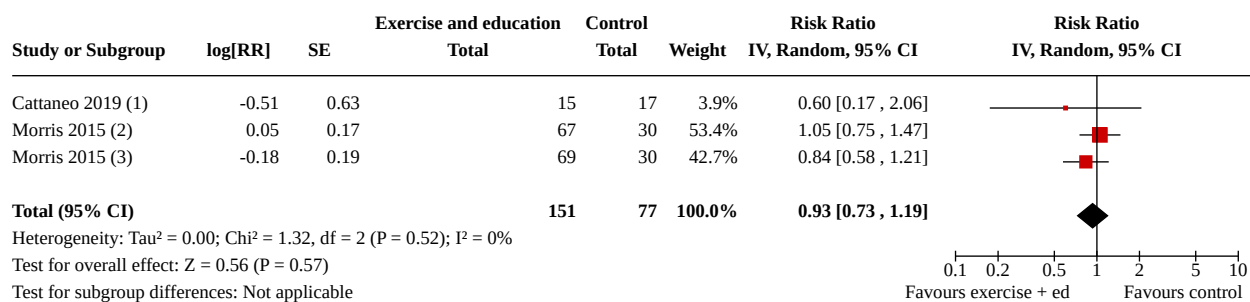 Exercise and education Control Risk Ratio Risk Ratio
Study or Subgroup log[RR] SE Total Total Weight IV, Random, 95% CI IV, Random, 95% CI
Cattaneo 2019 (1) -0.51 0.63 15 17 3.9% 0.60 [0.17 , 2.06]
Morris 2015 (2) 0.05 0.17 67 30 53.4% 1.05 [0.75 , 1.47]
Morris 2015 (3) -0.18 0.19 69 30 42.7% 0.84 [0.58 , 1.21]
Total (95% CI) 151 77 100.0% 0.93 [0.73 , 1.19]
Heterogeneity: Tau² = 0.00; Chi² = 1.32, df = 2 (P = 0.52); I² = 0%
Test for overall effect: Z = 0.56 (P = 0.57)
0.1 0.2 0.5 1 2 5 10
Test for subgroup differences: Not applicable
Favours exercise + ed Favours control